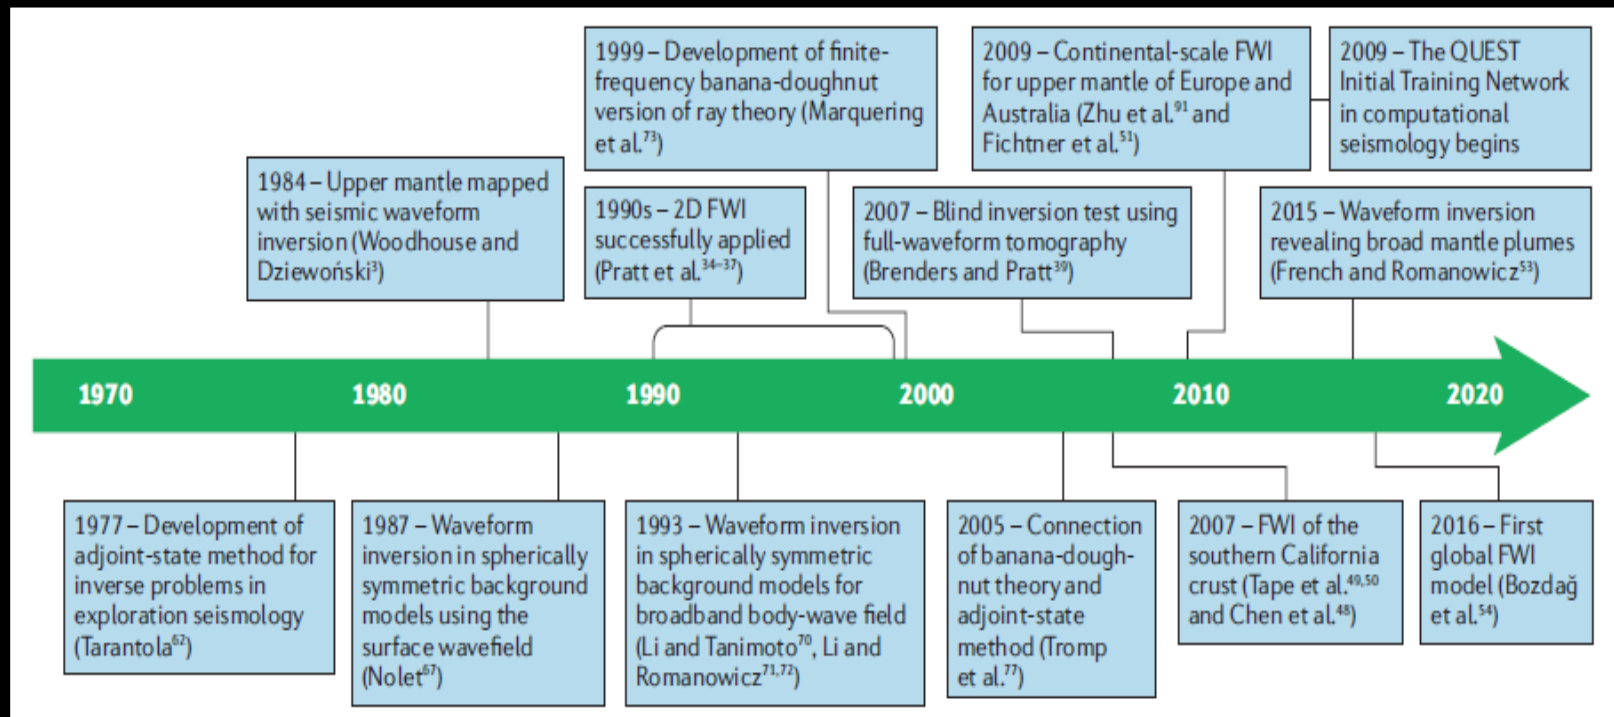 1999 – Development of finite-
frequency banana-doughnut
version of ray theory (Marquering
et al.⁷³)
2009 – Continental-scale FWI
for upper mantle of Europe and
Australia (Zhu et al.⁹¹ and
Fichtner et al.⁵¹)
2009 – The QUEST
Initial Training Network
in computational
seismology begins
1984 – Upper mantle mapped
with seismic waveform
inversion (Woodhouse and
Dziewoński³)
1990s – 2D FWI
successfully applied
(Pratt et al.³⁴⁻³⁷)
2007 – Blind inversion test using
full-waveform tomography
(Brenders and Pratt³⁹)
2015 – Waveform inversion
revealing broad mantle plumes
(French and Romanowicz⁵³)
1970 1980 1990 2000 2010 2020
1977 – Development of
adjoint-state method for
inverse problems in
exploration seismology
(Tarantola⁶²)
1987 – Waveform
inversion in spherically
symmetric background
models using the
surface wavefield
(Nolet⁶⁷)
1993 – Waveform inversion
in spherically symmetric
background models for
broadband body-wave field
(Li and Tanimoto⁷⁰, Li and
Romanowicz⁷¹,⁷²)
2005 – Connection
of banana-dough-
nut theory and
adjoint-state
method (Tromp
et al.⁷⁷)
2007 – FWI of the
southern California
crust (Tape et al.⁴⁹,⁵⁰
and Chen et al.⁴⁸)
2016 – First
global FWI
model (Bozdağ
et al.⁵⁴)